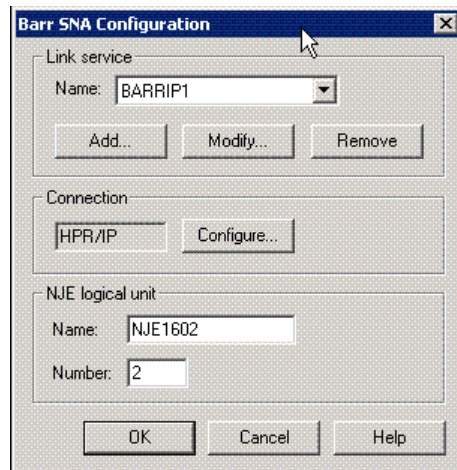 Barr SNA Configuration
Link service
Name: BARRIP1
Add... Modify... Remove
Connection
HPR/IP Configure...
NJE logical unit
Name: NJE1602
Number: 2
OK Cancel Help